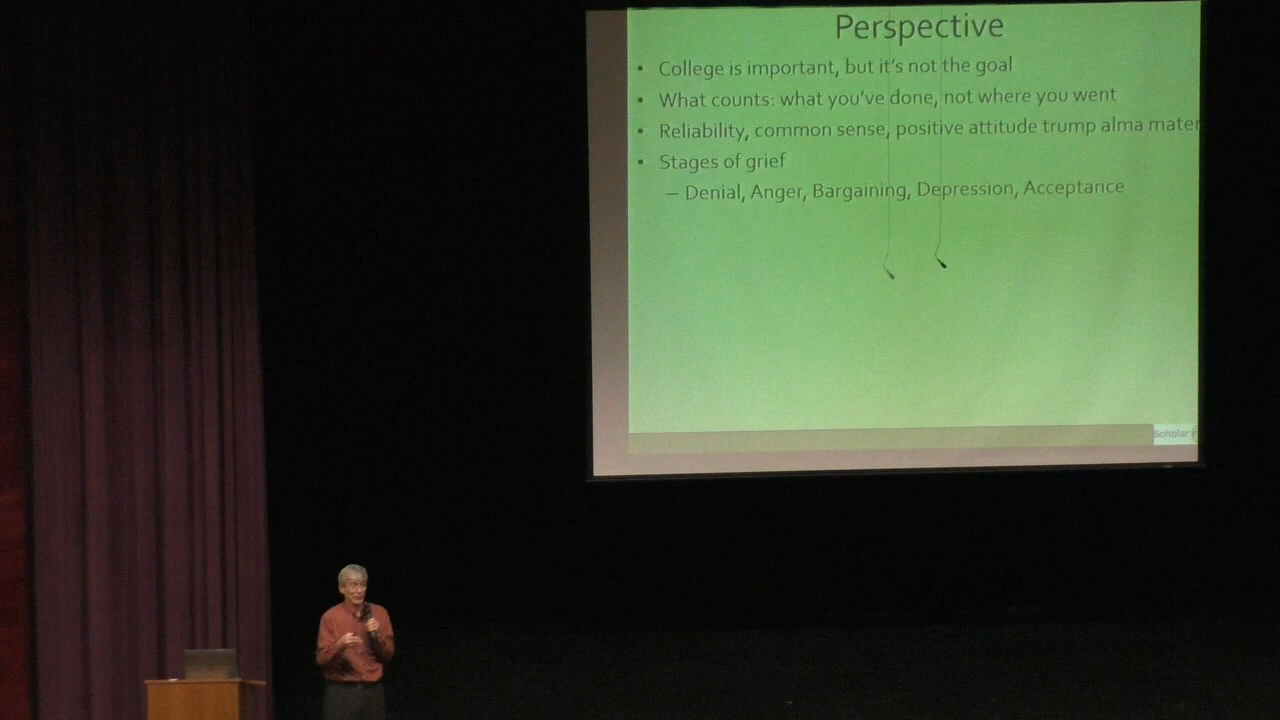 Perspective
• College is important, but it's not the goal
• What counts: what you've done, not where you went
• Reliability, common sense, positive attitude trump alma mater
• Stages of grief
– Denial, Anger, Bargaining, Depression, Acceptance
Scholar